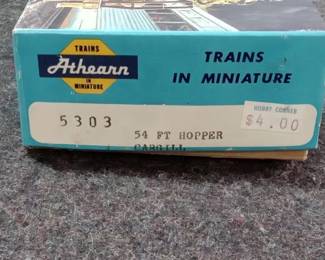 TRAINS
Athearn
IN
MINIATURE
TRAINS
IN MINIATURE
HOBBY CORNER
$4.00
5303
54 FT HOPPER
CARGILL